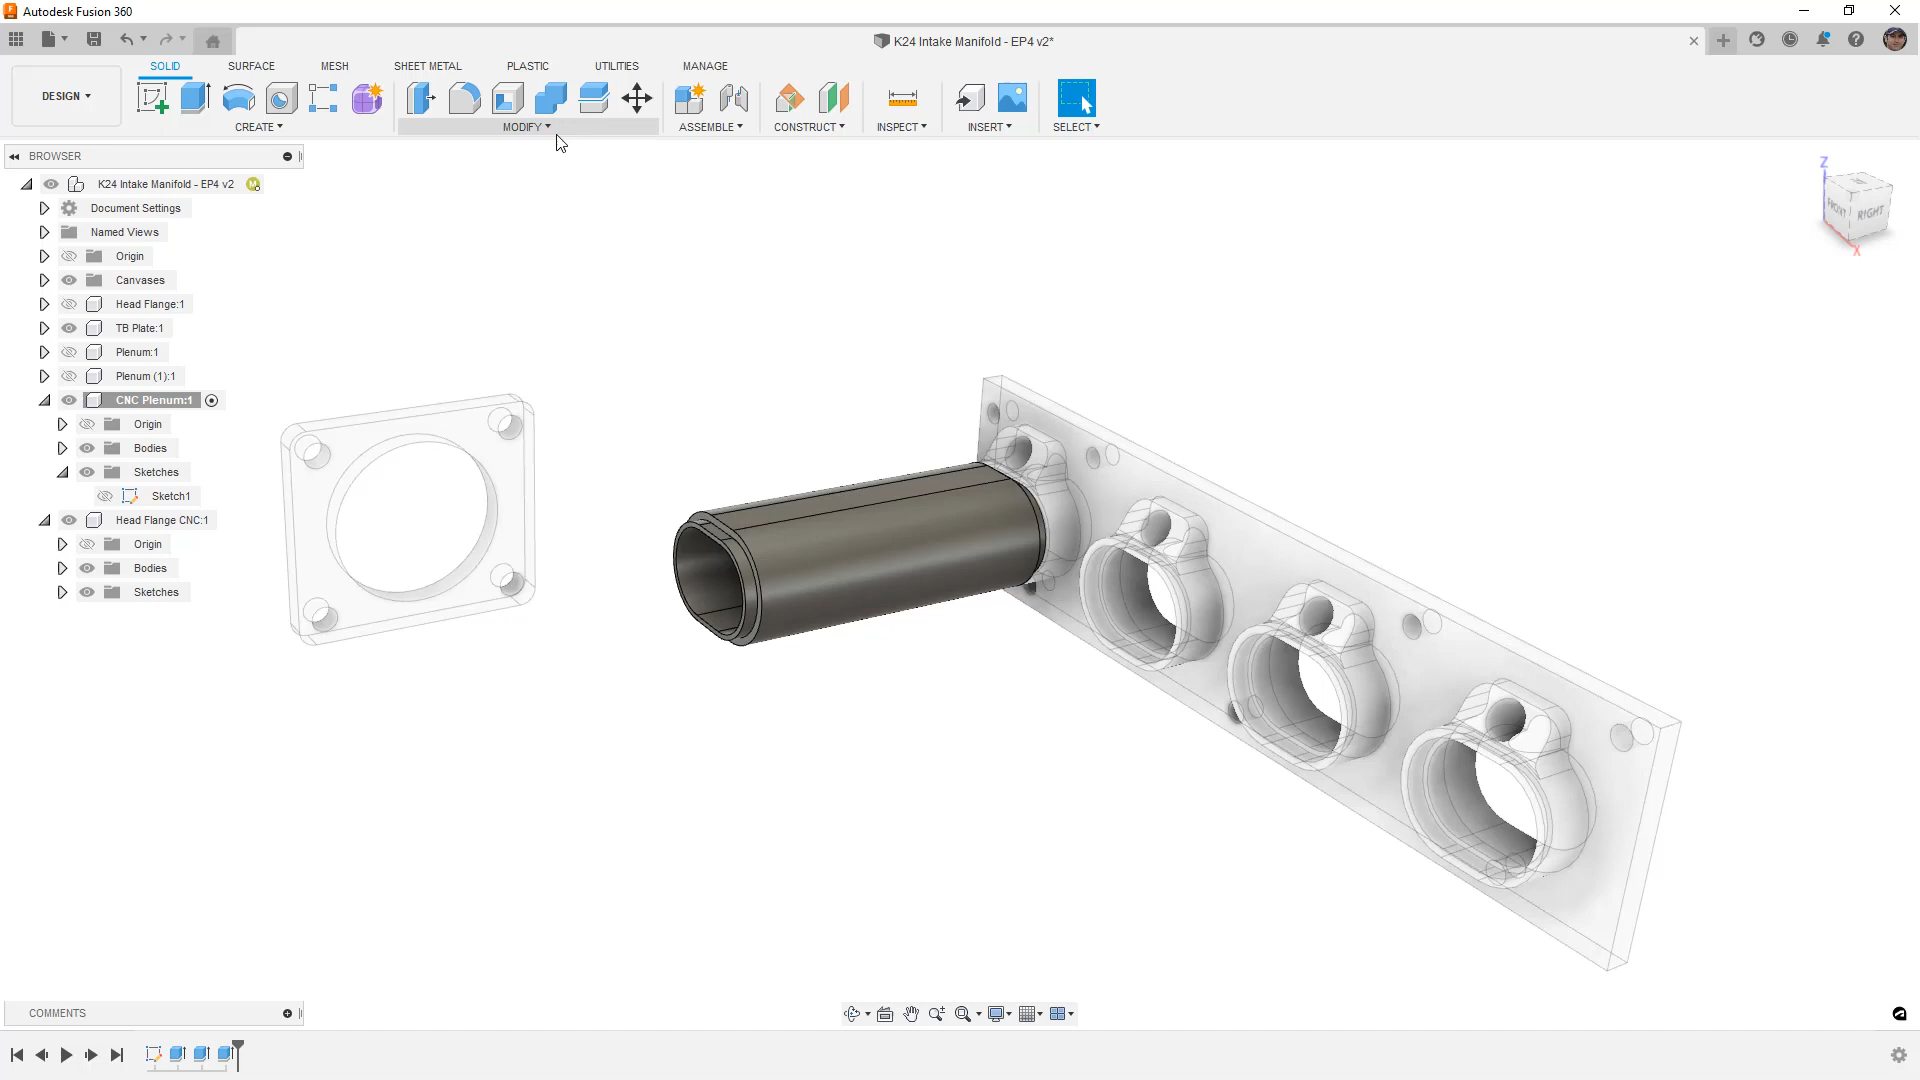 Autodesk Fusion 360
K24 Intake Manifold - EP4 v2*
DESIGN
SOLID
SURFACE
MESH
SHEET METAL
PLASTIC
UTILITIES
MANAGE
CREATE
MODIFY
ASSEMBLE
CONSTRUCT
INSPECT
INSERT
SELECT
BROWSER
K24 Intake Manifold - EP4 v2
Document Settings
Named Views
Origin
Canvases
Head Flange:1
TB Plate:1
Plenum:1
Plenum (1):1
CNC Plenum:1
Origin
Bodies
Sketches
Sketch1
Head Flange CNC:1
Origin
Bodies
Sketches
Z
FRONT
RIGHT
X
COMMENTS